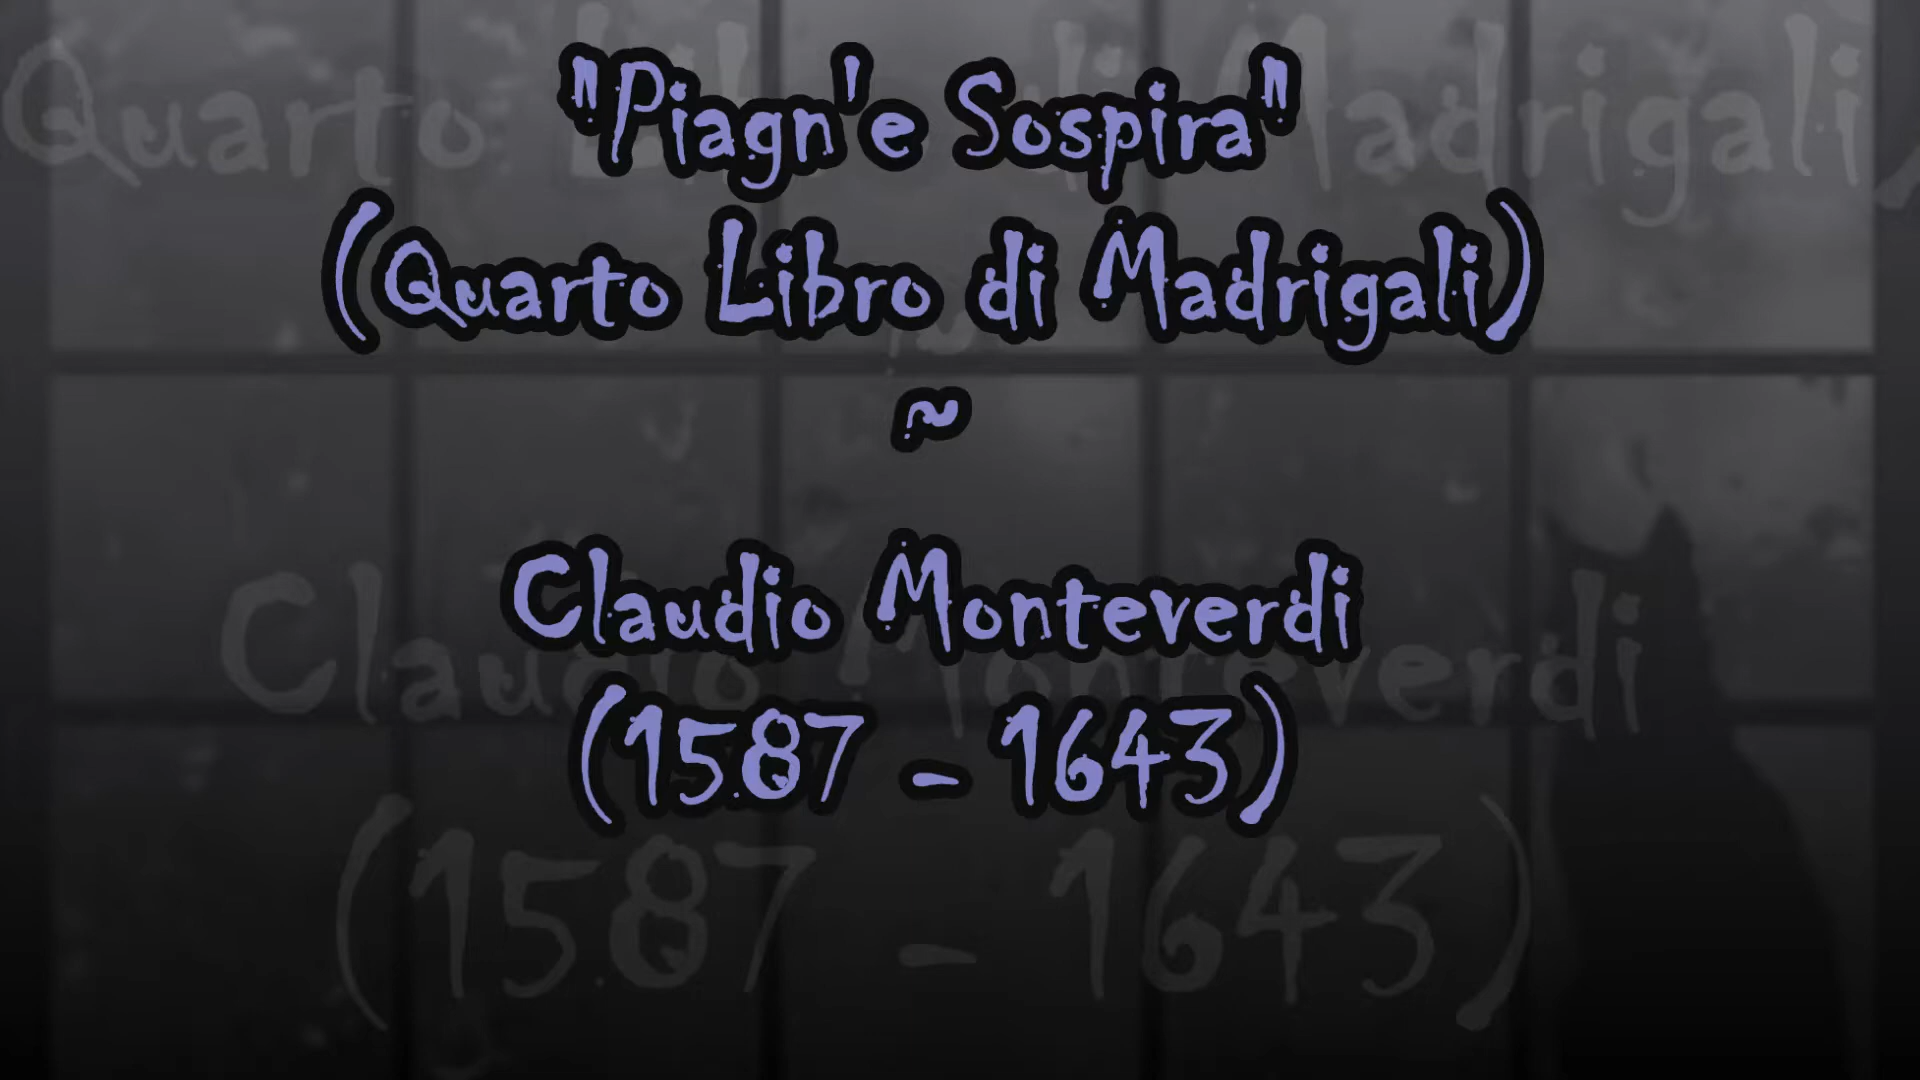 "Piagn'e Sospira"
(Quarto Libro di Madrigali)
~
Claudio Monteverdi
(1587 - 1643)